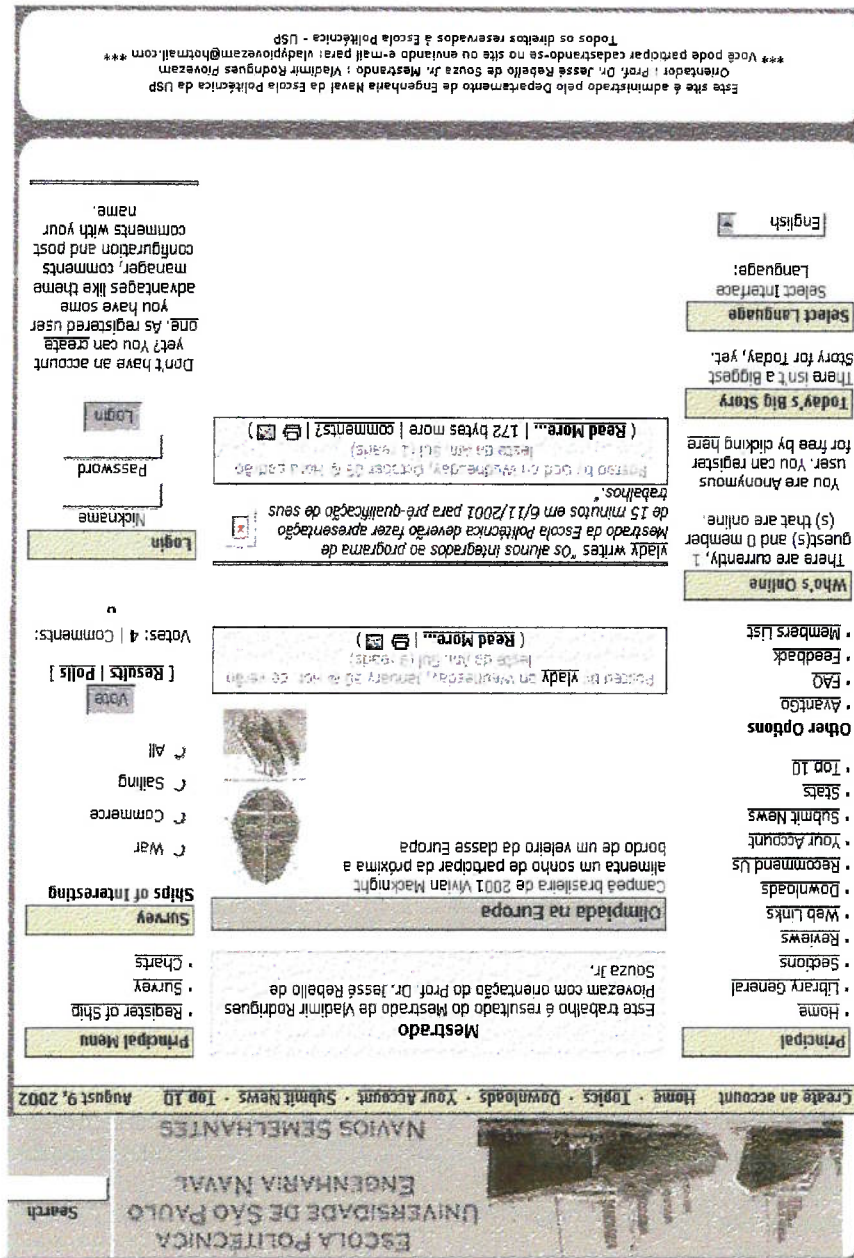 ESCOLA POLITÉCNICA
UNIVERSIDADE DE SÃO PAULO
ENGENHARIA NAVAL
NAVIOS SEMELHANTES
Search
Create an account Home · Topics · Downloads · Your Account · Submit News · Top 10 August 9, 2002
Principal
· Home
· Library General
· Sections
· Reviews
· Web Links
· Downloads
· Recommend Us
· Your Account
· Submit News
· Stats
· Top 10
Other Options
· AvantGo
· FAQ
· Feedback
· Members List
Who's Online
There are currently, 1
guest(s) and 0 member
(s) that are online.
You are Anonymous
user. You can register
for free by clicking here
Today's Big Story
There isn't a Biggest
Story for Today, yet.
Select Language
Select Interface
Language:
English
Mestrado
Este trabalho é resultado do Mestrado de Vladimir Rodrigues
Piovezam com orientação do Prof. Dr. Jessé Rebello de
Souza Jr.
Olimpiada na Europa
Campeã brasileira de 2001 Vivian Macknight
alimenta um sonho de participar da próxima a
bordo de um veleiro da classe Europa
Posted by vlady on Wednesday, January 30 @ Hor. de verão
( Read More... | )
vlady writes "Os alunos integrados ao programa de
Mestrado da Escola Politécnica deverão fazer apresentação
de 15 minutos em 6/11/2001 para pré-qualificação de seus
trabalhos."
( Read More... | 172 bytes more | comments? | )
Principal Menu
· Register of Ship
· Survey
· Charts
Survey
Ships of Interesting
War
Commerce
Sailing
All
Vote
[ Results | Polls ]
Votes: 4 | Comments:
0
Login
Nickname
Password
Login
Don't have an account
yet? You can create
one. As registered user
you have some
advantages like theme
manager, comments
configuration and post
comments with your
name.
Este site é administrado pelo Departamento de Engenharia Naval da Escola Politécnica da USP
Orientador : Prof. Dr. Jessé Rebello de Souza Jr. Mestrando : Vladimir Rodrigues Piovezam
*** Você pode participar cadastrando-se no site ou enviando e-mail para: vladypiovezam@hotmail.com ***
Todos os direitos reservados à Escola Politécnica - USP